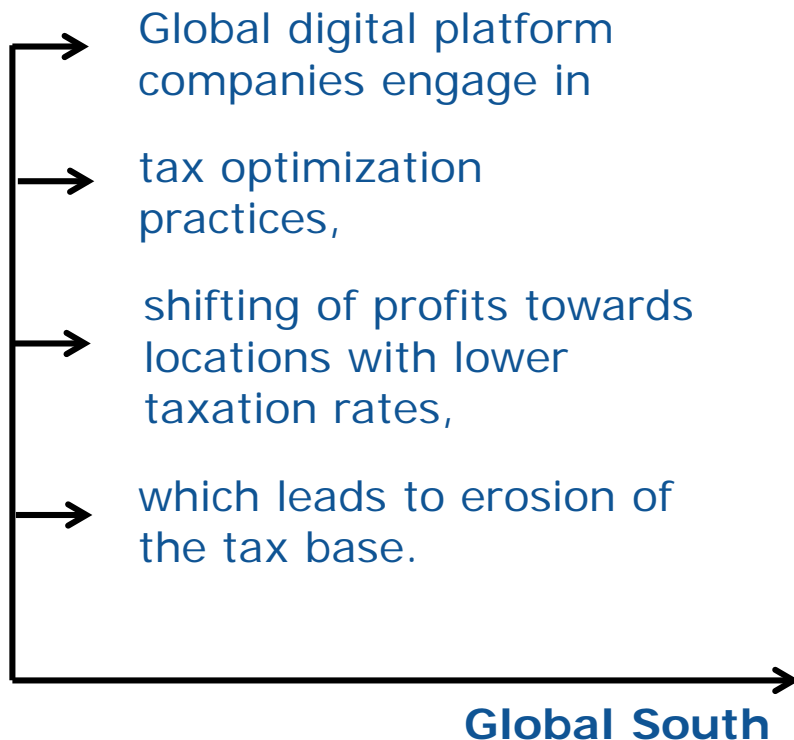 Global digital platform
companies engage in
tax optimization
practices,
shifting of profits towards
locations with lower
taxation rates,
which leads to erosion of
the tax base.
Global South